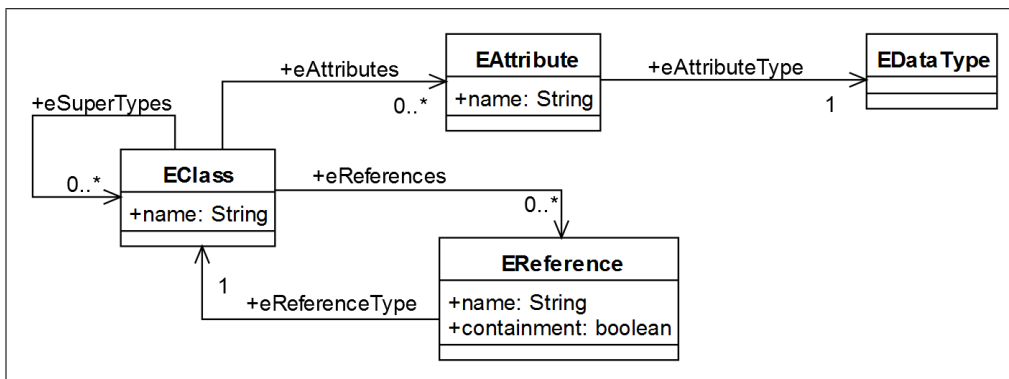 EAttribute
+name: String
EDataType
+eAttributes
0..*
+eAttributeType
1
+eSuperTypes
0..*
EClass
+name: String
+eReferences
0..*
EReference
+name: String
+containment: boolean
1
+eReferenceType